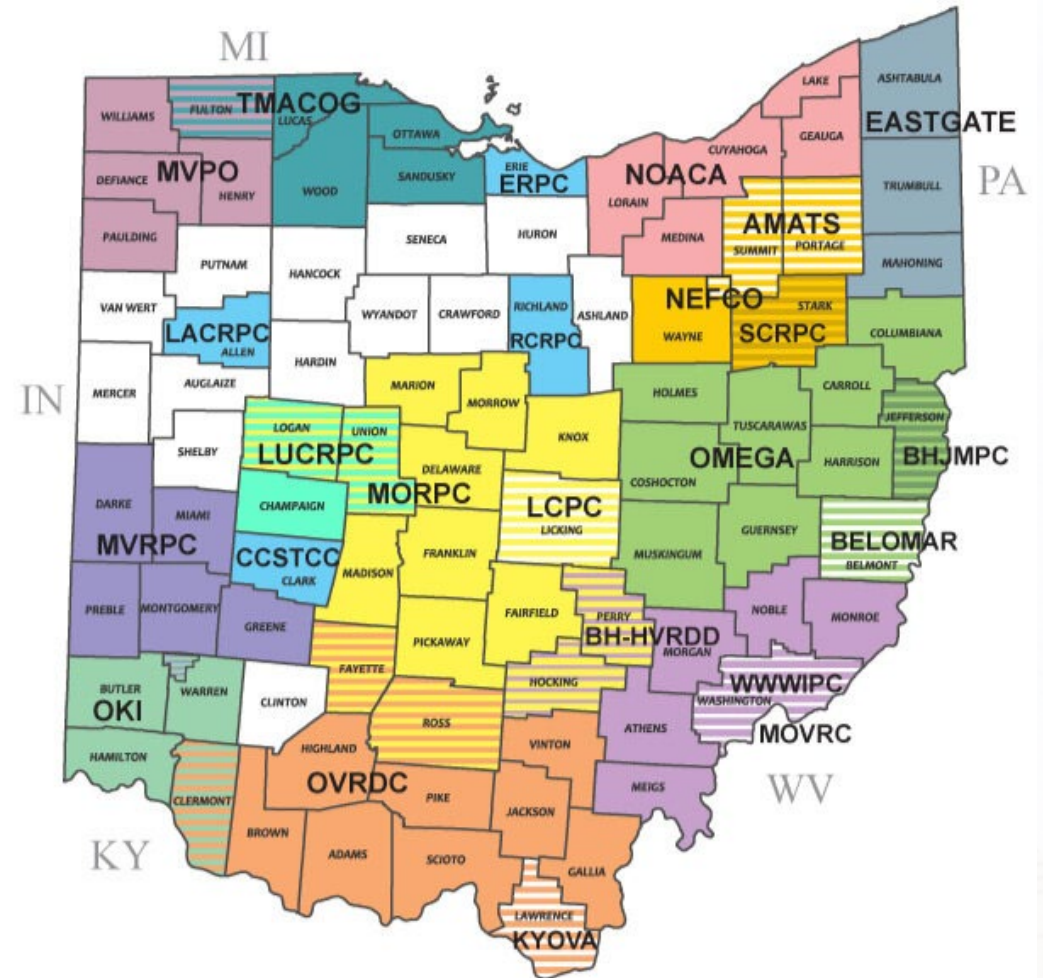 MI
ASHTABULA
LAKE
WILLIAMS
FULTON
TMACOG
LUCAS
EASTGATE
OTTAWA
GEAUGA
CUYAHOGA
ERIE
ERPC
MVPO
DEFIANCE
HENRY
WOOD
SANDUSKY
NOACA
LORAIN
TRUMBULL
PA
AMATS
PAULDING
SENECA
HURON
MEDINA
SUMMIT
PORTAGE
PUTNAM
HANCOCK
MAHONING
VAN WERT
WYANDOT
CRAWFORD
RICHLAND
RCRPC
ASHLAND
NEFCO
WAYNE
STARK
SCRPC
COLUMBIANA
LACRPC
ALLEN
HARDIN
MERCER
AUGLAIZE
MARION
MORROW
HOLMES
CARROLL
IN
JEFFERSON
LOGAN
UNION
LUCRPC
KNOX
TUSCARAWAS
SHELBY
DELAWARE
OMEGA
HARRISON
BHJMPC
COSHOCTON
MORPC
DARKE
MIAMI
CHAMPAIGN
LCPC
LICKING
GUERNSEY
MVRPC
BELOMAR
BELMONT
CCSTCC
CLARK
MADISON
FRANKLIN
MUSKINGUM
PREBLE
MONTGOMERY
GREENE
FAIRFIELD
PERRY
NOBLE
MONROE
PICKAWAY
BH-HVRDD
MORGAN
FAYETTE
HOCKING
BUTLER
OKI
WARREN
CLINTON
WWWIPC
WASHINGTON
ROSS
ATHENS
MOVRC
HAMILTON
HIGHLAND
VINTON
OVRDC
CLERMONT
PIKE
MEIGS
WV
JACKSON
BROWN
KY
ADAMS
SCIOTO
GALLIA
LAWRENCE
KYOVA